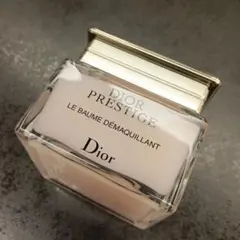 DIOR
PRESTIGE
LE BAUME DÉMAQUILLANT
Dior